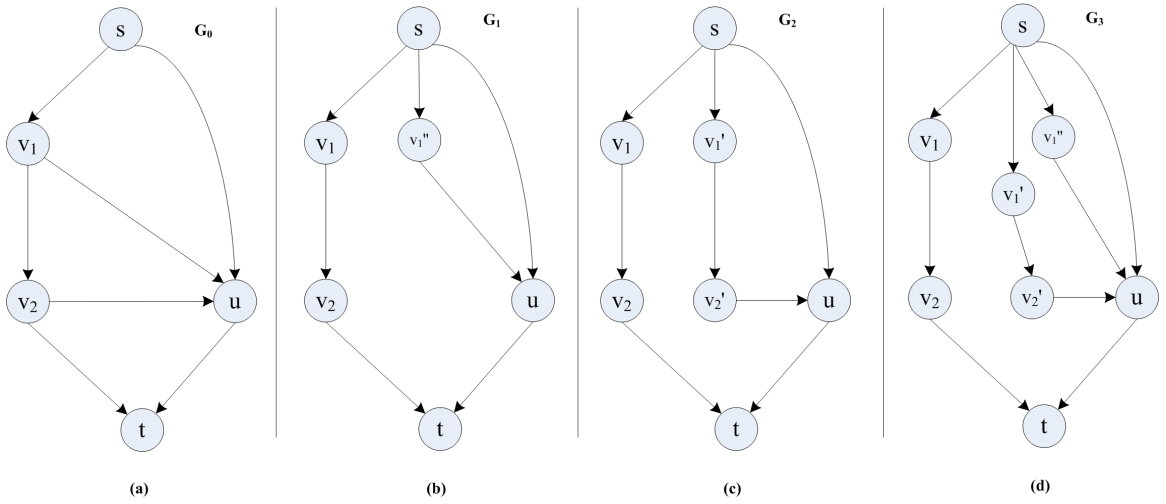 s
G₀
v₁
v₂
u
t
(a)
s
G₁
v₁
v₁''
v₂
u
t
(b)
s
G₂
v₁
v₁'
v₂
v₂'
u
t
(c)
s
G₃
v₁
v₁''
v₁'
v₂
v₂'
u
t
(d)